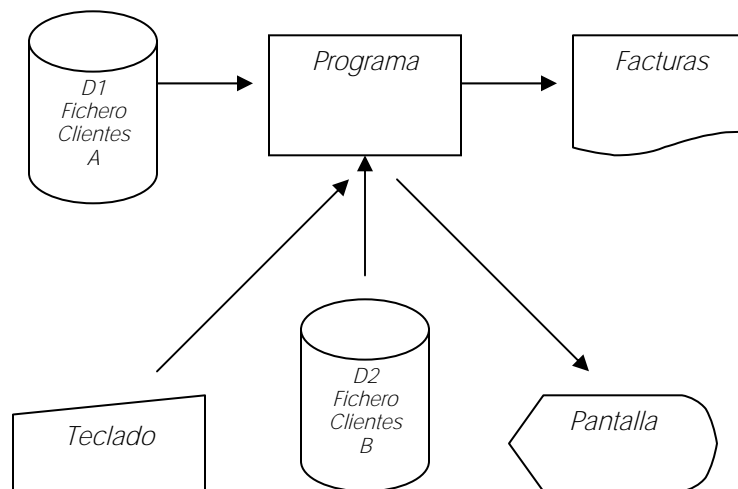 D1
Fichero
Clientes
A
Programa
Facturas
Teclado
D2
Fichero
Clientes
B
Pantalla